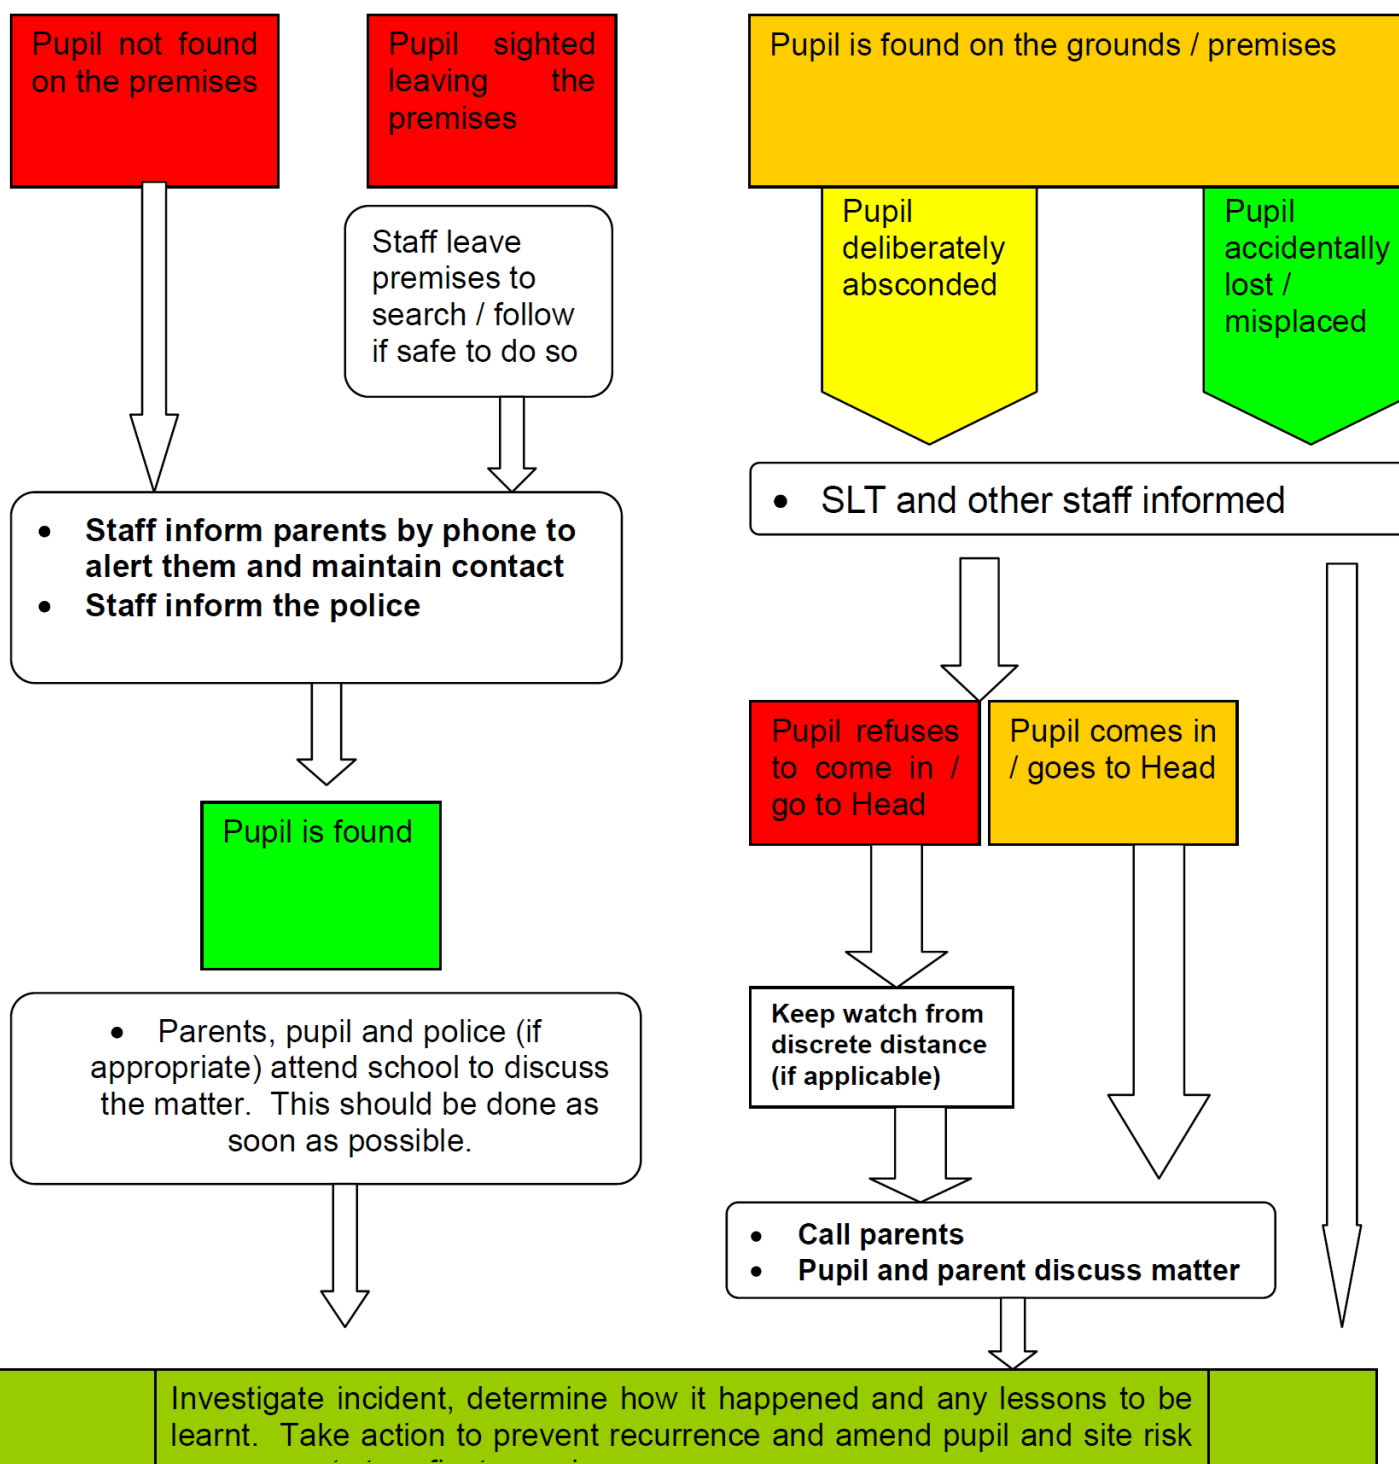 Pupil not found
on the premises
Pupil sighted
leaving the
premises
Pupil is found on the grounds / premises
Staff leave
premises to
search / follow
if safe to do so
Pupil
deliberately
absconded
Pupil
accidentally
lost /
misplaced
• Staff inform parents by phone to
alert them and maintain contact
• Staff inform the police
• SLT and other staff informed
Pupil is found
Pupil refuses
to come in /
go to Head
Pupil comes in
/ goes to Head
Keep watch from
discrete distance
(if applicable)
• Parents, pupil and police (if
appropriate) attend school to discuss
the matter. This should be done as
soon as possible.
• Call parents
• Pupil and parent discuss matter
Investigate incident, determine how it happened and any lessons to be
learnt. Take action to prevent recurrence and amend pupil and site risk